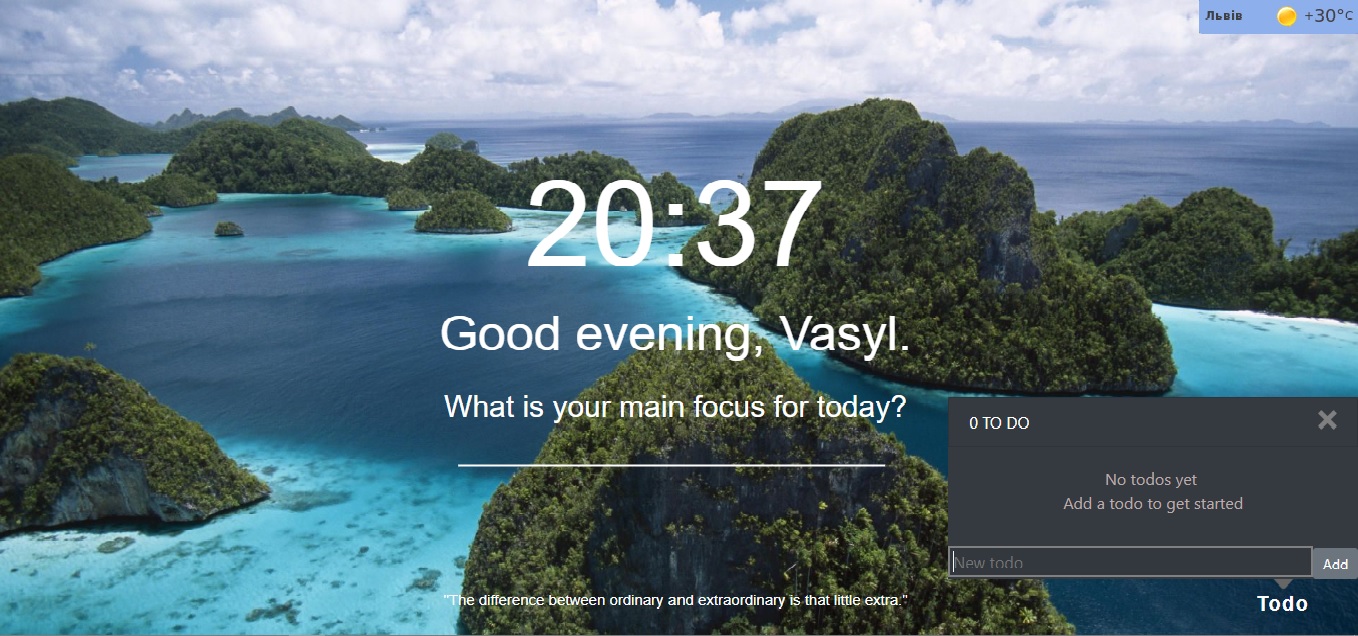 Львів +30°C
20:37
Good evening, Vasyl.
What is your main focus for today?
0 TO DO
No todos yet
Add a todo to get started
New todo
Add
"The difference between ordinary and extraordinary is that little extra."
Todo